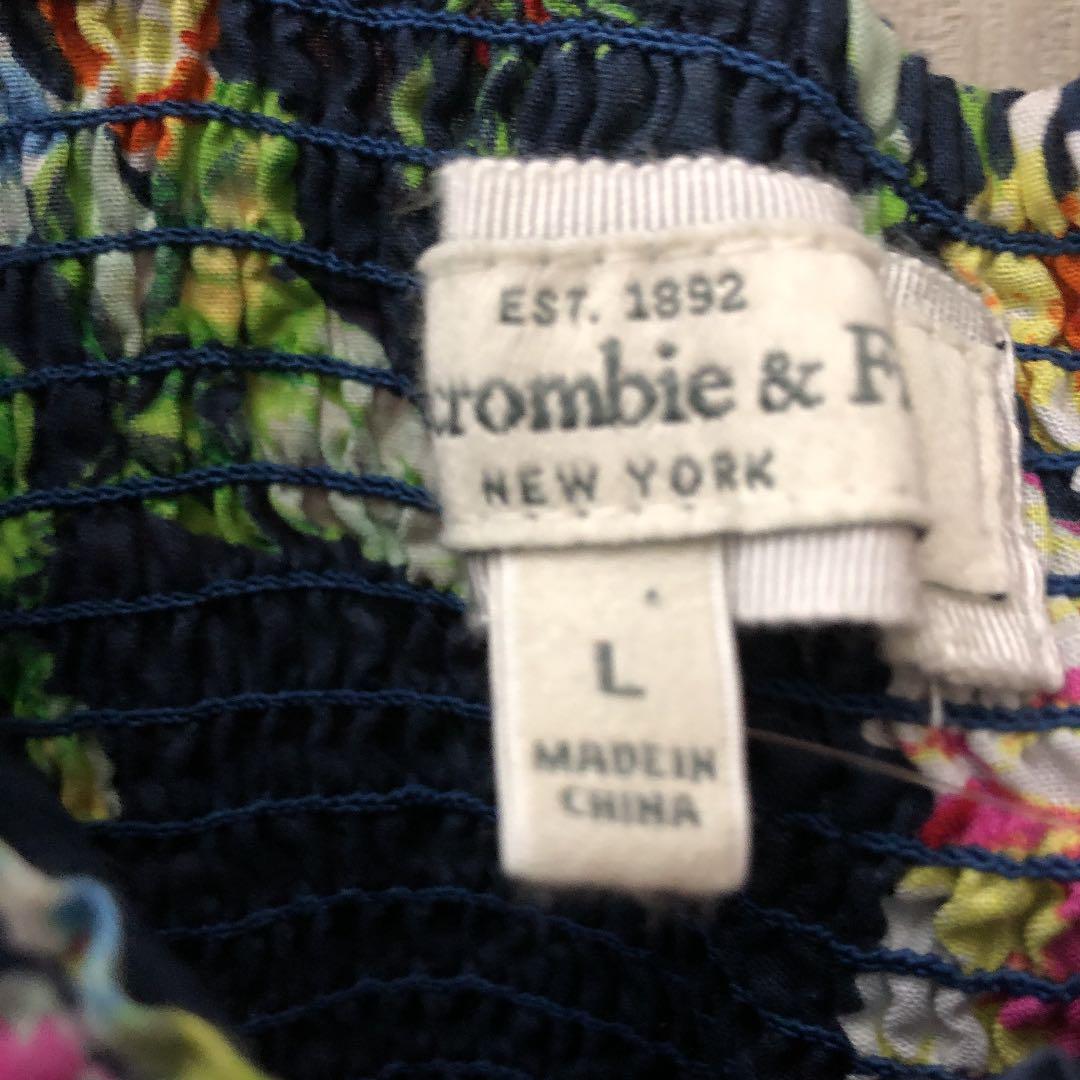 EST. 1892
crombie & F
NEW YORK
L
MADE IN
CHINA